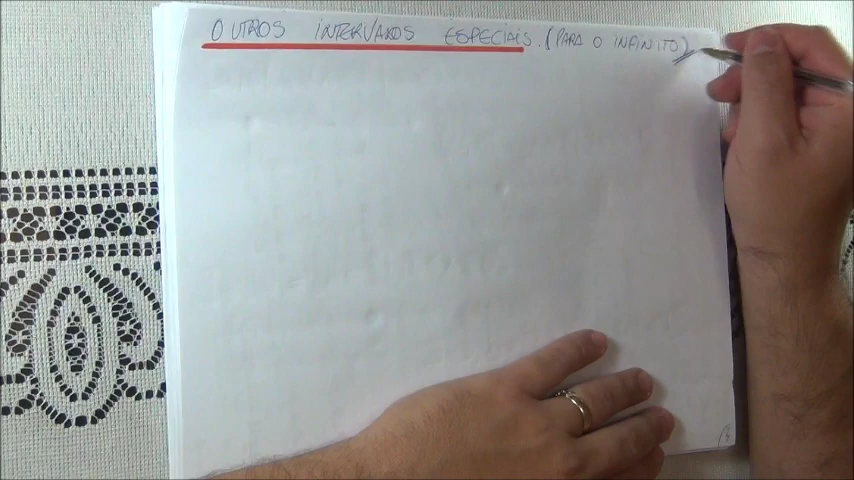 OUTROS INTERVALOS ESPECIAIS. (PARA O INFINITO)